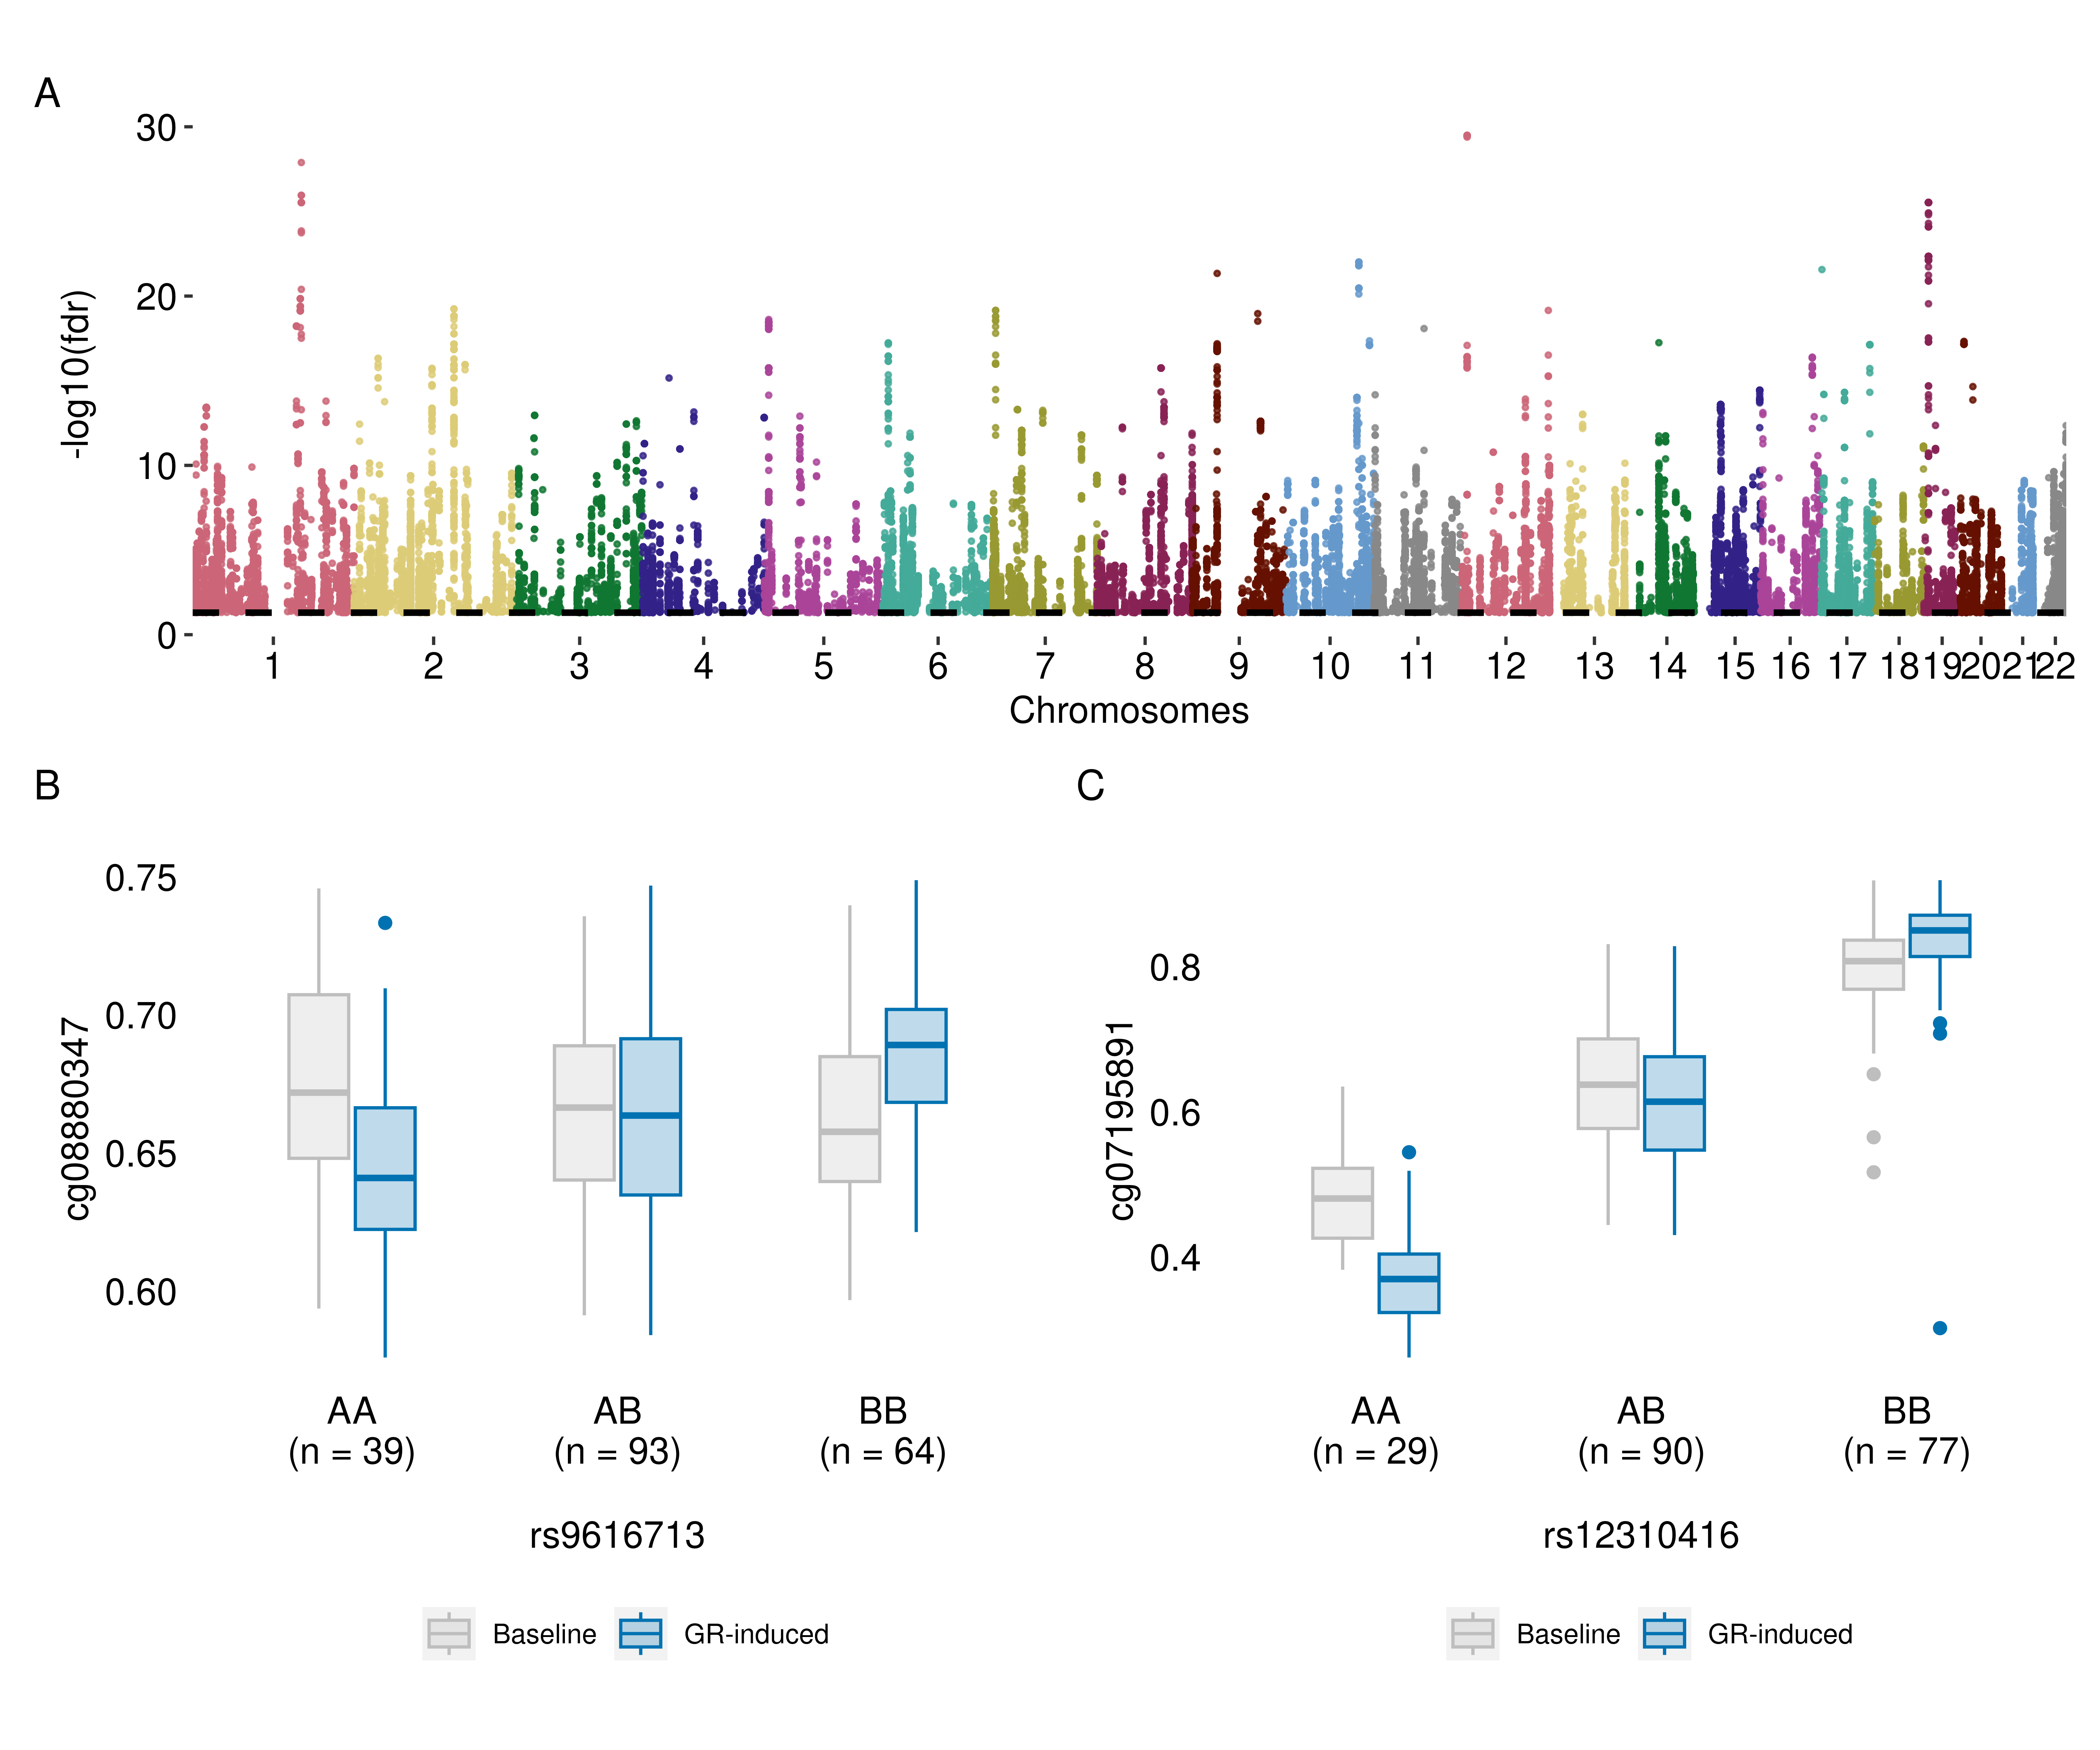 A
30
20
10
0
-log10(fdr)
1 2 3 4 5 6 7 8 9 10 11 12 13 14 15 16 17 18 19 20 21 22
Chromosomes
B
0.75
0.70
0.65
0.60
cg08880347
AA AB BB
(n = 39) (n = 93) (n = 64)
rs9616713
Baseline GR-induced
C
0.8
0.6
0.4
cg07195891
AA AB BB
(n = 29) (n = 90) (n = 77)
rs12310416
Baseline GR-induced